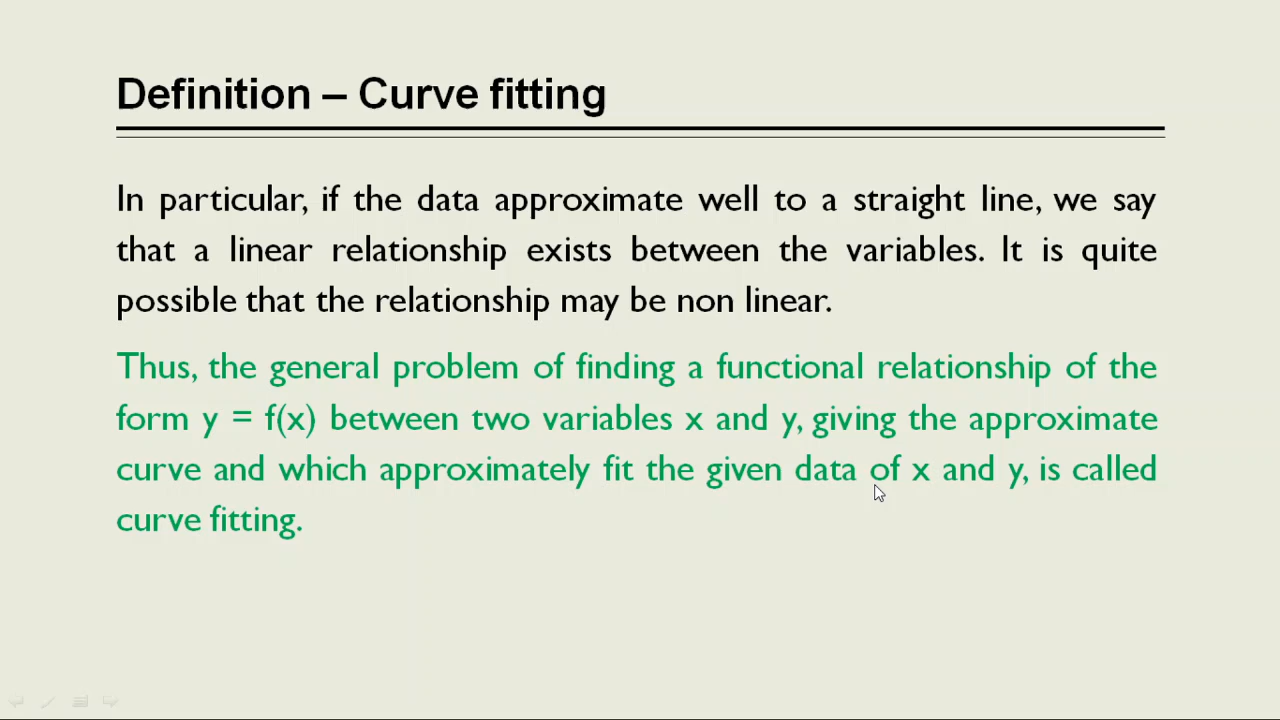 Definition – Curve fitting
In particular, if the data approximate well to a straight line, we say
that a linear relationship exists between the variables. It is quite
possible that the relationship may be non linear.
Thus, the general problem of finding a functional relationship of the
form y = f(x) between two variables x and y, giving the approximate
curve and which approximately fit the given data of x and y, is called
curve fitting.